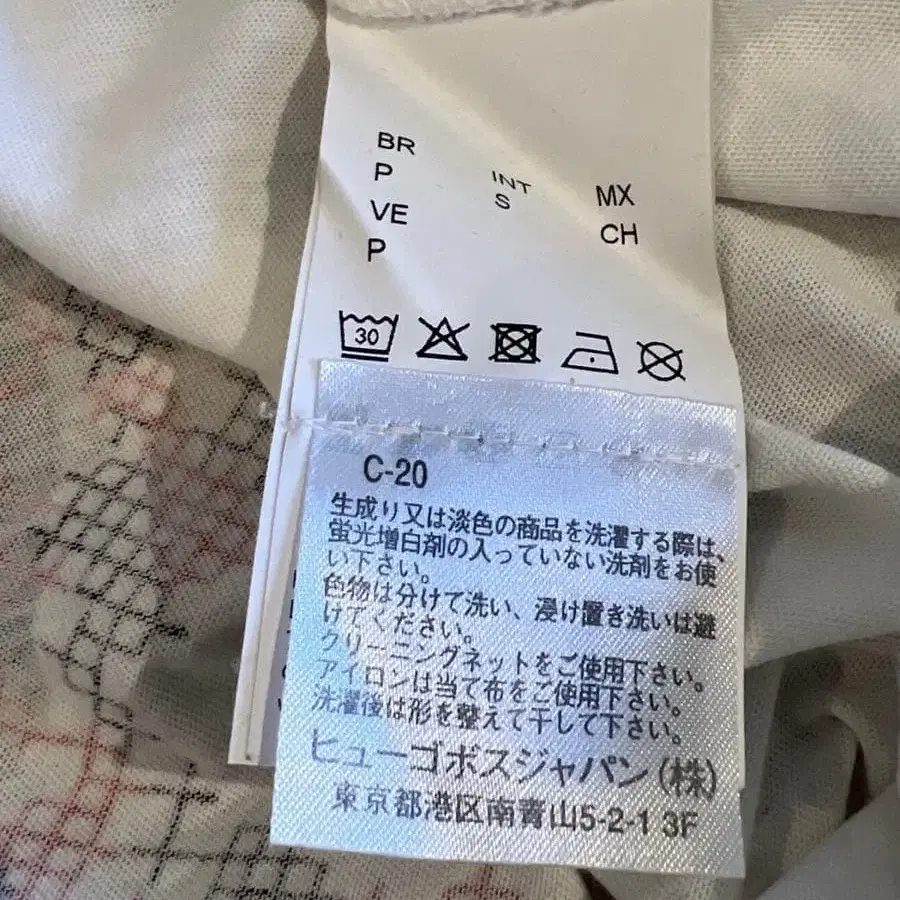 BR
P
INT
S
MX
CH
VE
P
30
C-20
生成り又は淡色の商品を洗濯する際は、
蛍光増白剤の入っていない洗剤をお使
い下さい。
色物は分けて洗い、浸け置き洗いは避
けてください。
クリーニングネットをご使用下さい。
アイロンは当て布をご使用下さい。
洗濯後は形を整えて干して下さい。
ヒューゴボスジャパン(株)
東京都港区南青山5-2-1 3F